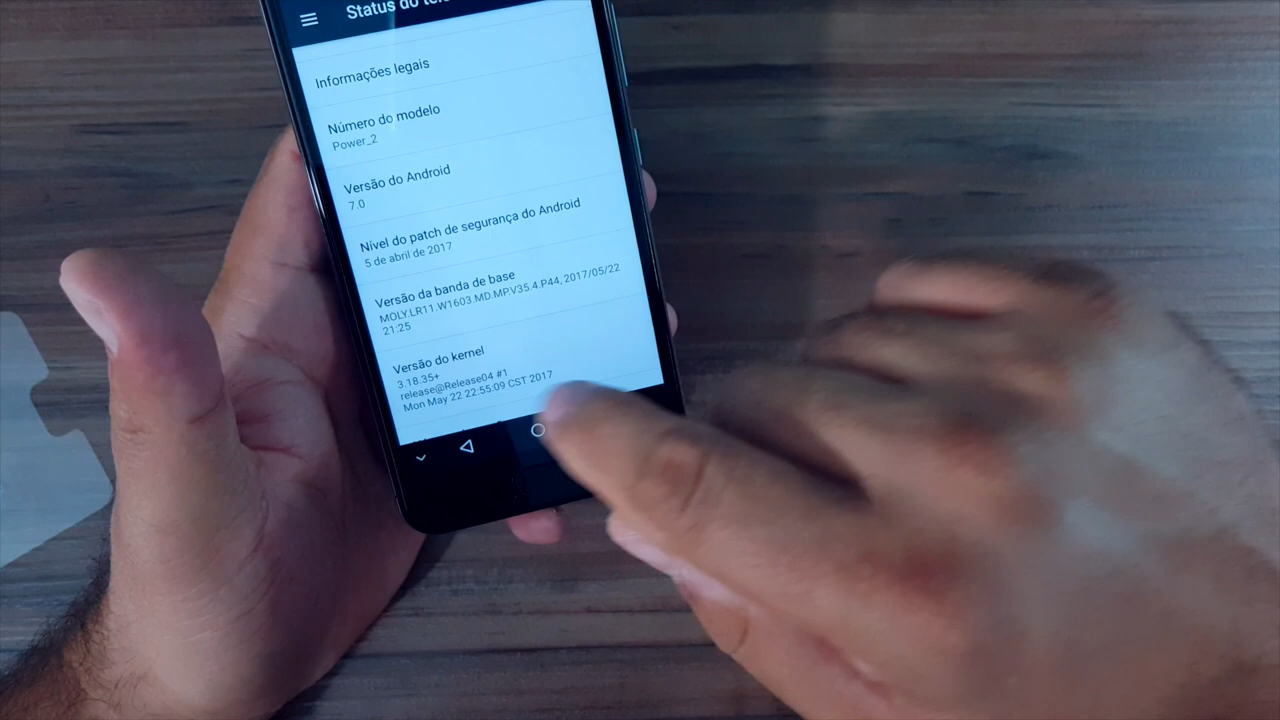 Status do
Informações legais
Número do modelo
Power_2
Versão do Android
7.0
Nível do patch de segurança do Android
5 de abril de 2017
Versão da banda de base
MOLY.LR11.W1603.MD.MP.V35.4.P44, 2017/05/22
21:25
Versão do kernel
3.18.35+
release@Release04 #1
Mon May 22 22:55:09 CST 2017